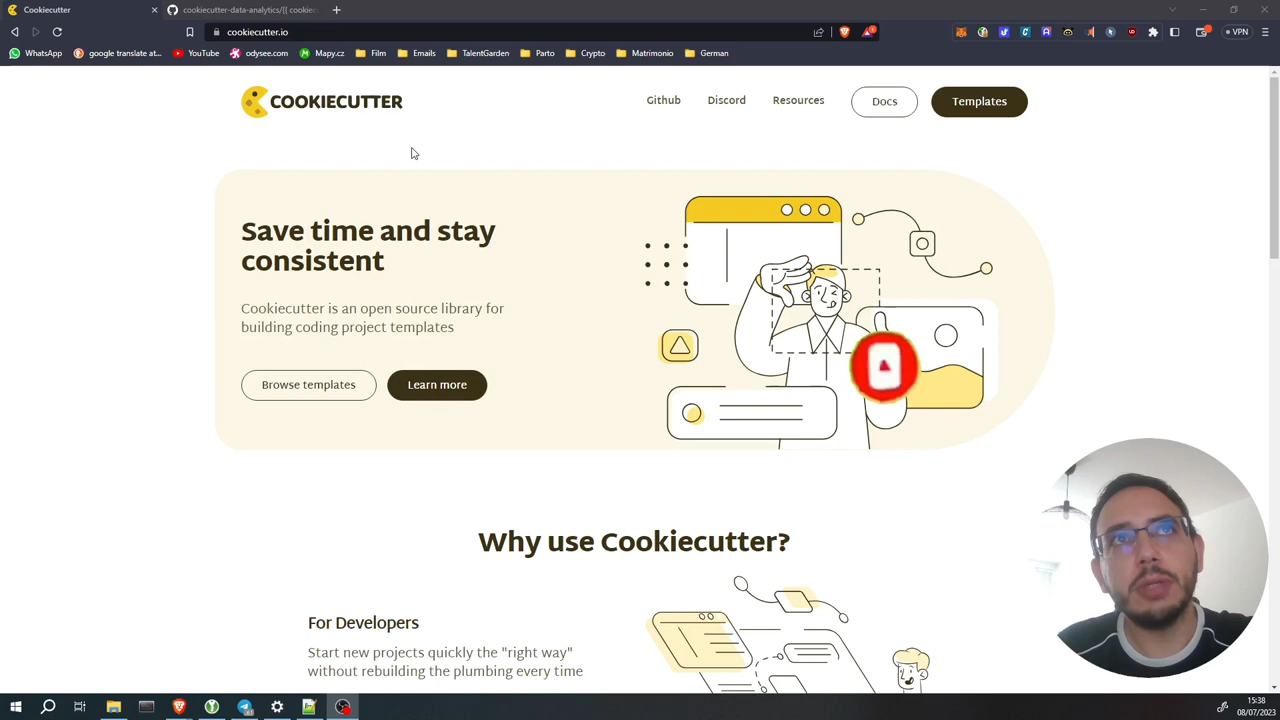 Cookiecutter
cookiecutter-data-analytics/{{ cookiec
cookiecutter.io
VPN
WhatsApp
google translate at...
YouTube
odysee.com
Mapy.cz
Film
Emails
TalentGarden
Parto
Crypto
Matrimonio
German
COOKIECUTTER
Github
Discord
Resources
Docs
Templates
Save time and stay
consistent
Cookiecutter is an open source library for
building coding project templates
Browse templates
Learn more
Why use Cookiecutter?
For Developers
Start new projects quickly the "right way"
without rebuilding the plumbing every time
15:38
08/07/2023